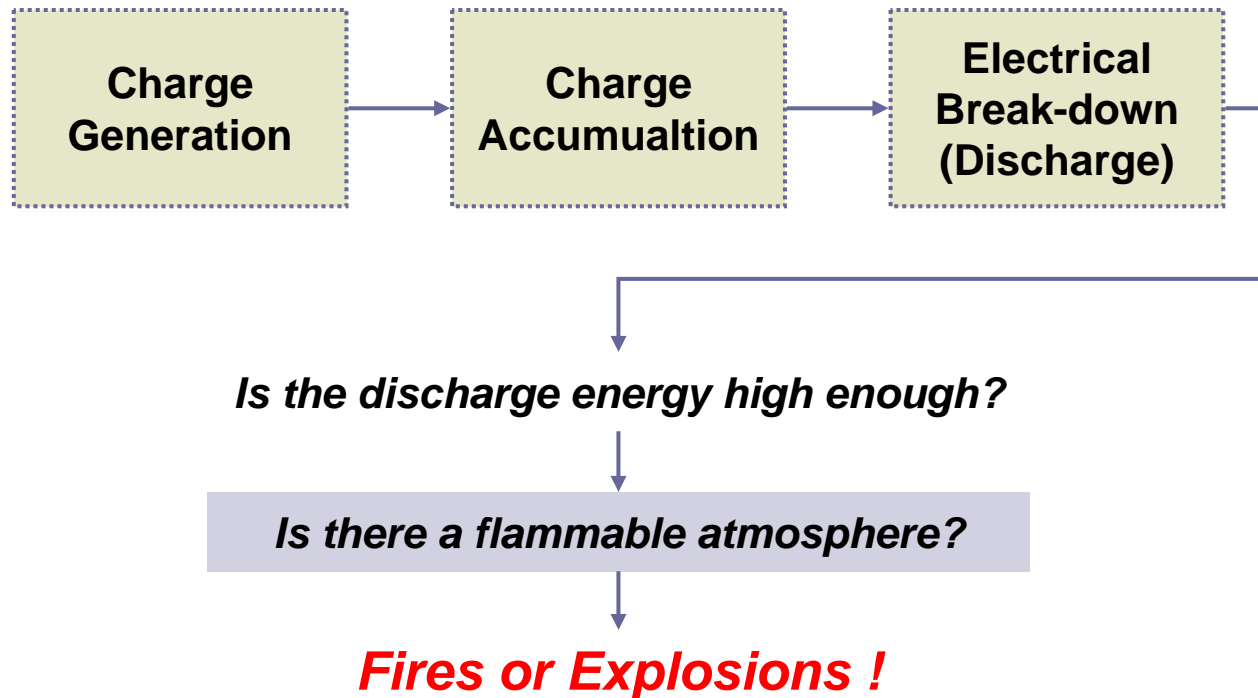 Charge
Generation
Charge
Accumualtion
Electrical
Break-down
(Discharge)
Is the discharge energy high enough?
Is there a flammable atmosphere?
Fires or Explosions !